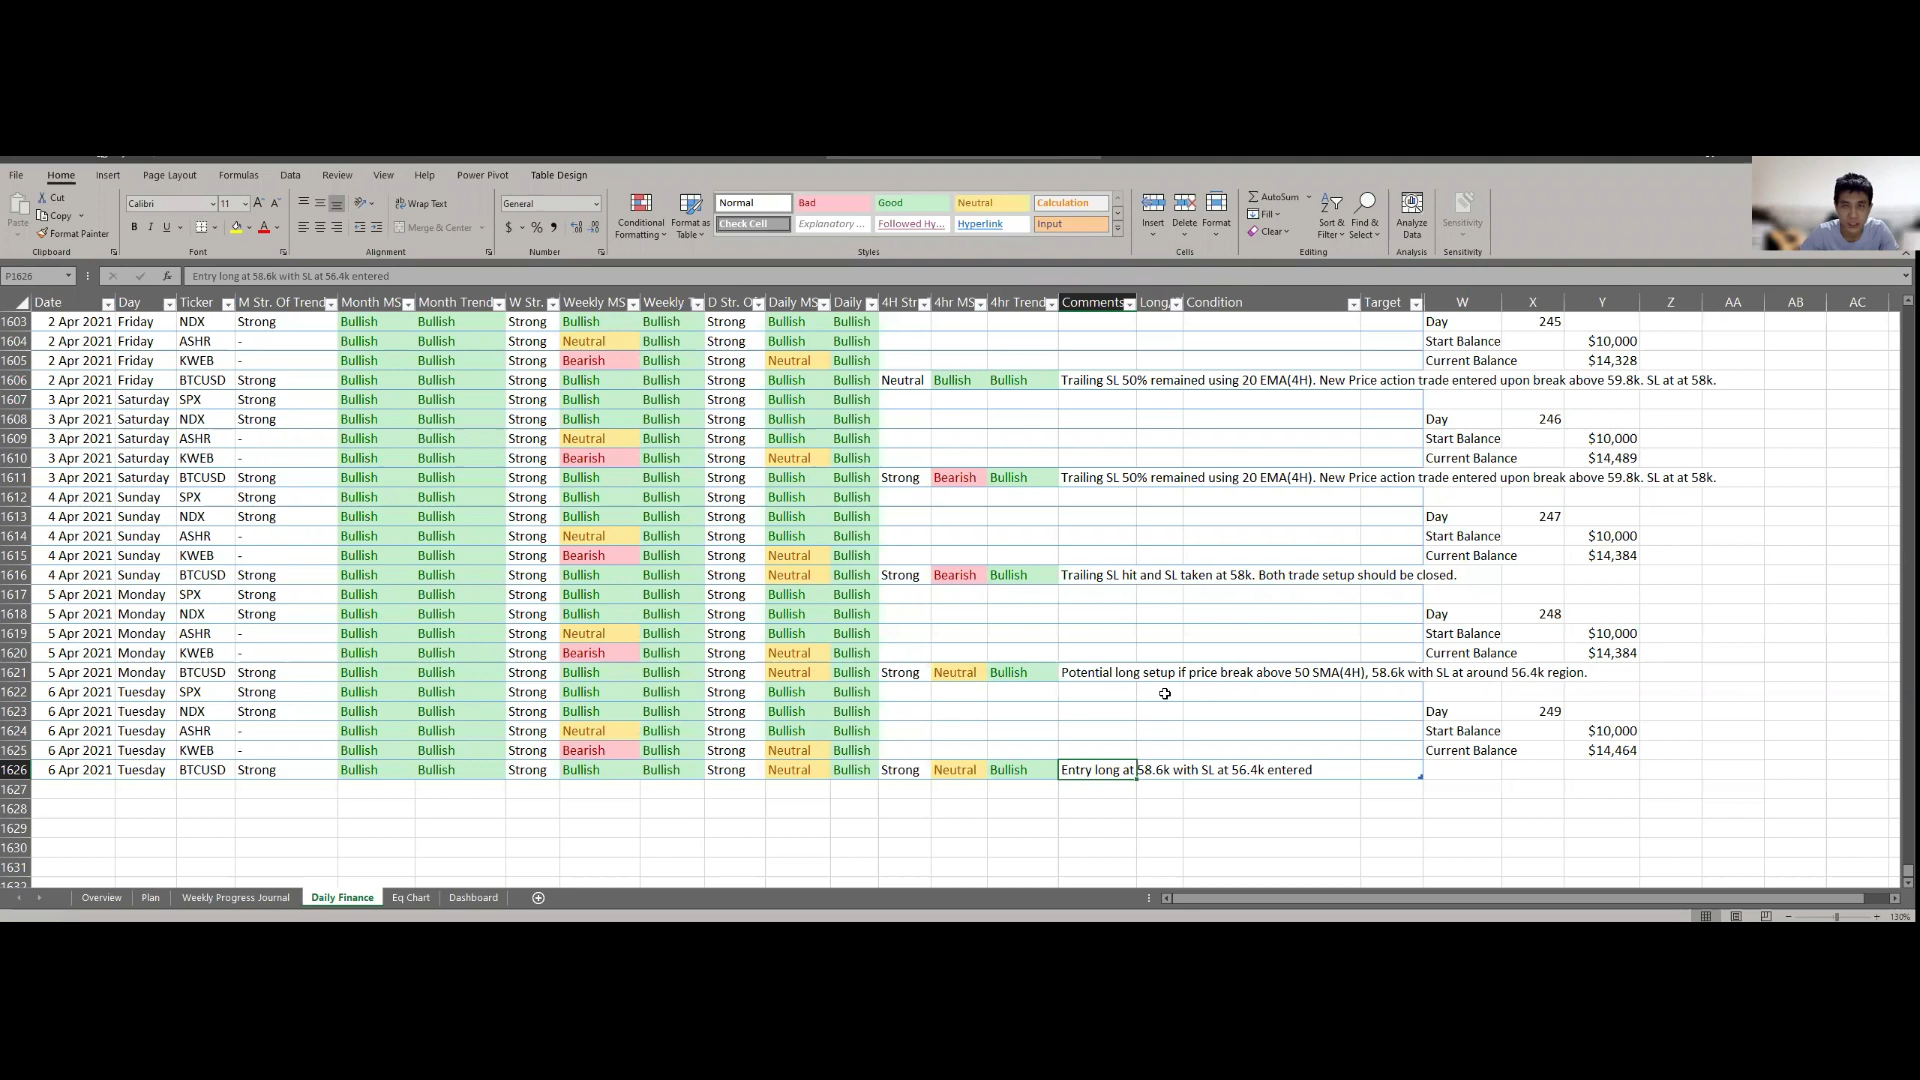 File Home Insert Page Layout Formulas Data Review View Help Power Pivot Table Design
Paste Cut Copy Format Painter Clipboard
Calibri 11 B I U Font
Wrap Text Merge & Center Alignment
General $ % Number
Conditional Formatting Format as Table Normal Bad Good Neutral Calculation
Check Cell Explanatory ... Followed Hy... Hyperlink Input Styles
Insert Delete Format Cells
AutoSum Fill Clear Sort & Filter Find & Select Editing
Analyze Data Analysis Sensitivity Sensitivity
P1626 fx Entry long at 58.6k with SL at 56.4k entered
Date Day Ticker M Str. Of Trend Month MS Month Trend W Str. Weekly MS Weekly T D Str. O Daily MS Daily 4H Str 4hr MS 4hr Trend Comments Long, Condition Target W X Y Z AA AB AC
1603 2 Apr 2021 Friday NDX Strong Bullish Bullish Strong Bullish Bullish Strong Bullish Bullish Day 245
1604 2 Apr 2021 Friday ASHR - Bullish Bullish Strong Neutral Bullish Strong Bullish Bullish Start Balance $10,000
1605 2 Apr 2021 Friday KWEB - Bullish Bullish Strong Bearish Bullish Strong Neutral Bullish Current Balance $14,328
1606 2 Apr 2021 Friday BTCUSD Strong Bullish Bullish Strong Bullish Bullish Strong Bullish Bullish Neutral Bullish Bullish Trailing SL 50% remained using 20 EMA(4H). New Price action trade entered upon break above 59.8k. SL at at 58k.
1607 3 Apr 2021 Saturday SPX Strong Bullish Bullish Strong Bullish Bullish Strong Bullish Bullish
1608 3 Apr 2021 Saturday NDX Strong Bullish Bullish Strong Bullish Bullish Strong Bullish Bullish Day 246
1609 3 Apr 2021 Saturday ASHR - Bullish Bullish Strong Neutral Bullish Strong Bullish Bullish Start Balance $10,000
1610 3 Apr 2021 Saturday KWEB - Bullish Bullish Strong Bearish Bullish Strong Neutral Bullish Current Balance $14,489
1611 3 Apr 2021 Saturday BTCUSD Strong Bullish Bullish Strong Bullish Bullish Strong Bullish Bullish Strong Bearish Bullish Trailing SL 50% remained using 20 EMA(4H). New Price action trade entered upon break above 59.8k. SL at at 58k.
1612 4 Apr 2021 Sunday SPX Strong Bullish Bullish Strong Bullish Bullish Strong Bullish Bullish
1613 4 Apr 2021 Sunday NDX Strong Bullish Bullish Strong Bullish Bullish Strong Bullish Bullish Day 247
1614 4 Apr 2021 Sunday ASHR - Bullish Bullish Strong Neutral Bullish Strong Bullish Bullish Start Balance $10,000
1615 4 Apr 2021 Sunday KWEB - Bullish Bullish Strong Bearish Bullish Strong Neutral Bullish Current Balance $14,384
1616 4 Apr 2021 Sunday BTCUSD Strong Bullish Bullish Strong Bullish Bullish Strong Neutral Bullish Strong Bearish Bullish Trailing SL hit and SL taken at 58k. Both trade setup should be closed.
1617 5 Apr 2021 Monday SPX Strong Bullish Bullish Strong Bullish Bullish Strong Bullish Bullish
1618 5 Apr 2021 Monday NDX Strong Bullish Bullish Strong Bullish Bullish Strong Bullish Bullish Day 248
1619 5 Apr 2021 Monday ASHR - Bullish Bullish Strong Neutral Bullish Strong Bullish Bullish Start Balance $10,000
1620 5 Apr 2021 Monday KWEB - Bullish Bullish Strong Bearish Bullish Strong Neutral Bullish Current Balance $14,384
1621 5 Apr 2021 Monday BTCUSD Strong Bullish Bullish Strong Bullish Bullish Strong Neutral Bullish Strong Neutral Bullish Potential long setup if price break above 50 SMA(4H), 58.6k with SL at around 56.4k region.
1622 6 Apr 2021 Tuesday SPX Strong Bullish Bullish Strong Bullish Bullish Strong Bullish Bullish
1623 6 Apr 2021 Tuesday NDX Strong Bullish Bullish Strong Bullish Bullish Strong Bullish Bullish Day 249
1624 6 Apr 2021 Tuesday ASHR - Bullish Bullish Strong Neutral Bullish Strong Bullish Bullish Start Balance $10,000
1625 6 Apr 2021 Tuesday KWEB - Bullish Bullish Strong Bearish Bullish Strong Neutral Bullish Current Balance $14,464
1626 6 Apr 2021 Tuesday BTCUSD Strong Bullish Bullish Strong Bullish Bullish Strong Neutral Bullish Strong Neutral Bullish Entry long at 58.6k with SL at 56.4k entered
1627
1628
1629
1630
1631
1632
Overview Plan Weekly Progress Journal Daily Finance Eq Chart Dashboard
130%